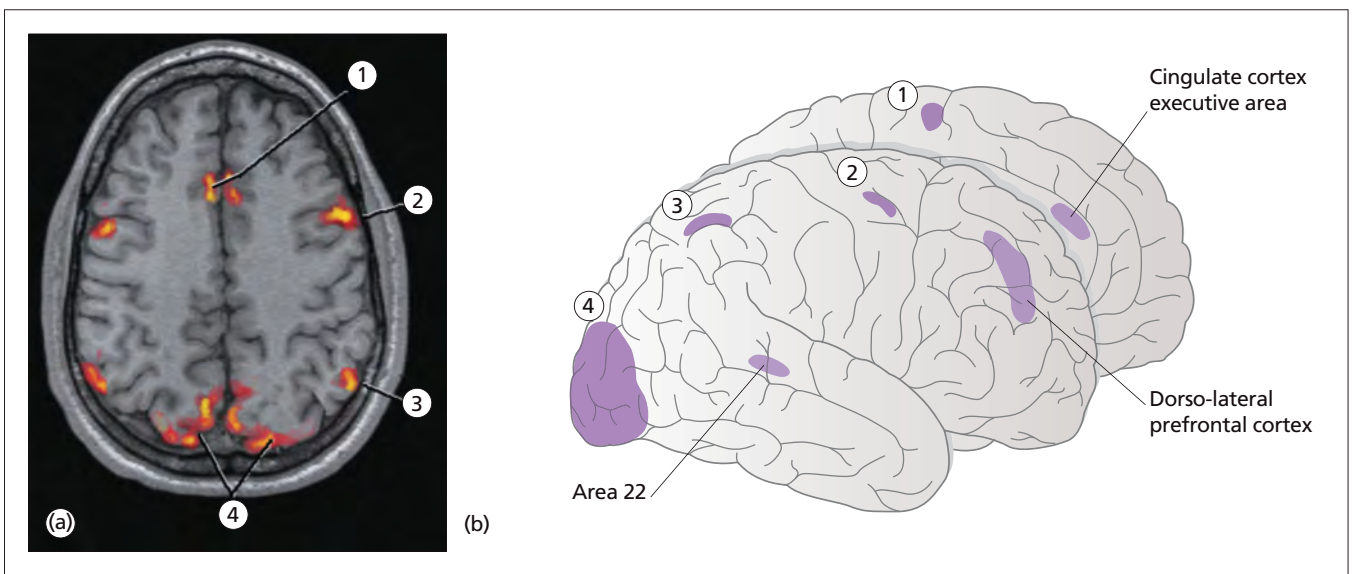 1
2
3
4
(a)
1
2
3
4
Cingulate cortex
executive area
Dorso-lateral
prefrontal cortex
Area 22
(b)